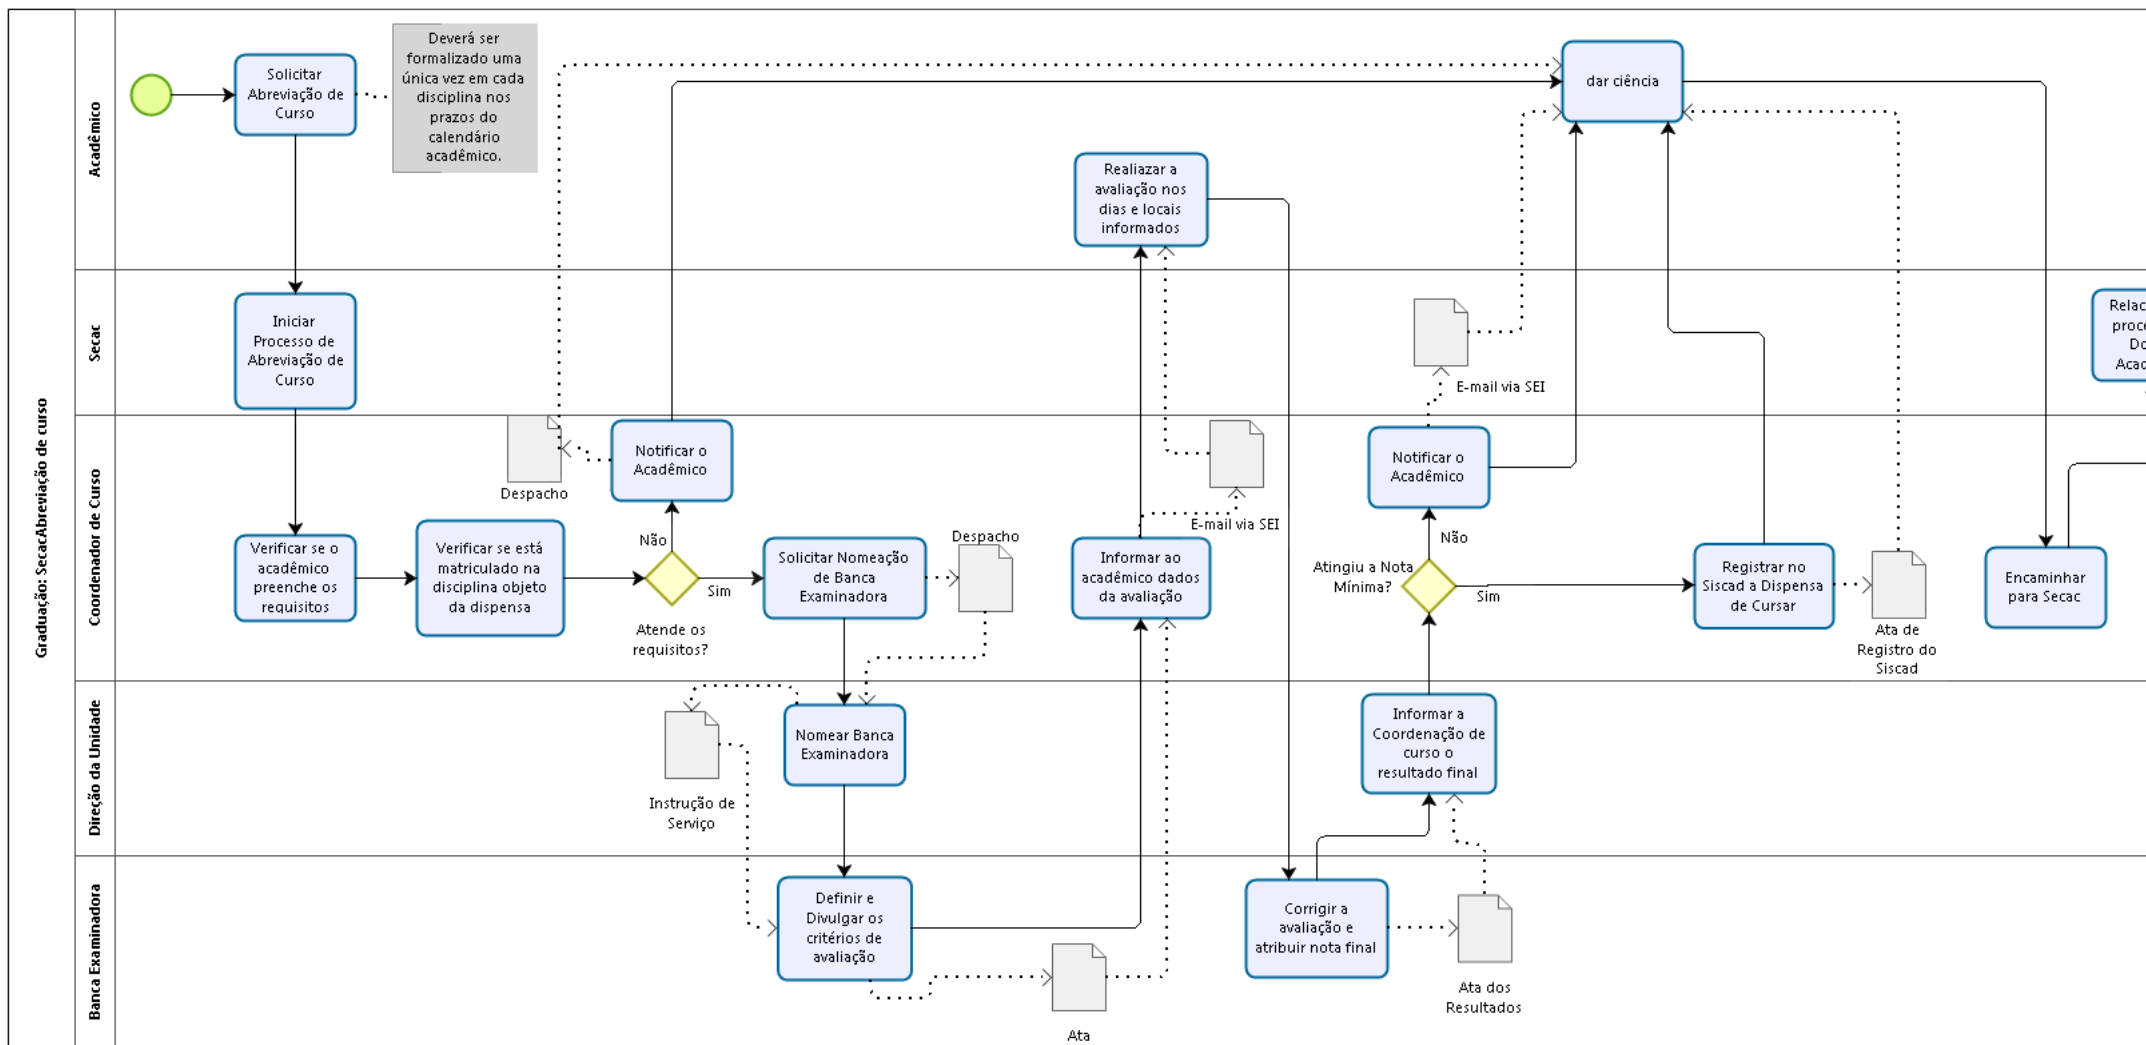 Graduação: SecacAbreviação de curso
Acadêmico
Solicitar
Abreviação de
Curso
Deverá ser
formalizado uma
única vez em cada
disciplina nos
prazos do
calendário
acadêmico.
dar ciência
Realiazar a
avaliação nos
dias e locais
informados
Secac
Iniciar
Processo de
Abreviação de
Curso
E-mail via SEI
Relac
proce
Do
Acad
Coordenador de Curso
Verificar se o
acadêmico
preenche os
requisitos
Verificar se está
matriculado na
disciplina objeto
da dispensa
Despacho
Notificar o
Acadêmico
Não
Sim
Atende os
requisitos?
Solicitar Nomeação
de Banca
Examinadora
Despacho
Informar ao
acadêmico dados
da avaliação
E-mail via SEI
Notificar o
Acadêmico
Não
Atingiu a Nota
Mínima?
Sim
Registrar no
Siscad a Dispensa
de Cursar
Ata de
Registro do
Siscad
Encaminhar
para Secac
Direção da Unidade
Instrução de
Serviço
Nomear Banca
Examinadora
Informar a
Coordenação de
curso o
resultado final
Banca Examinadora
Definir e
Divulgar os
critérios de
avaliação
Ata
Corrigir a
avaliação e
atribuir nota final
Ata dos
Resultados